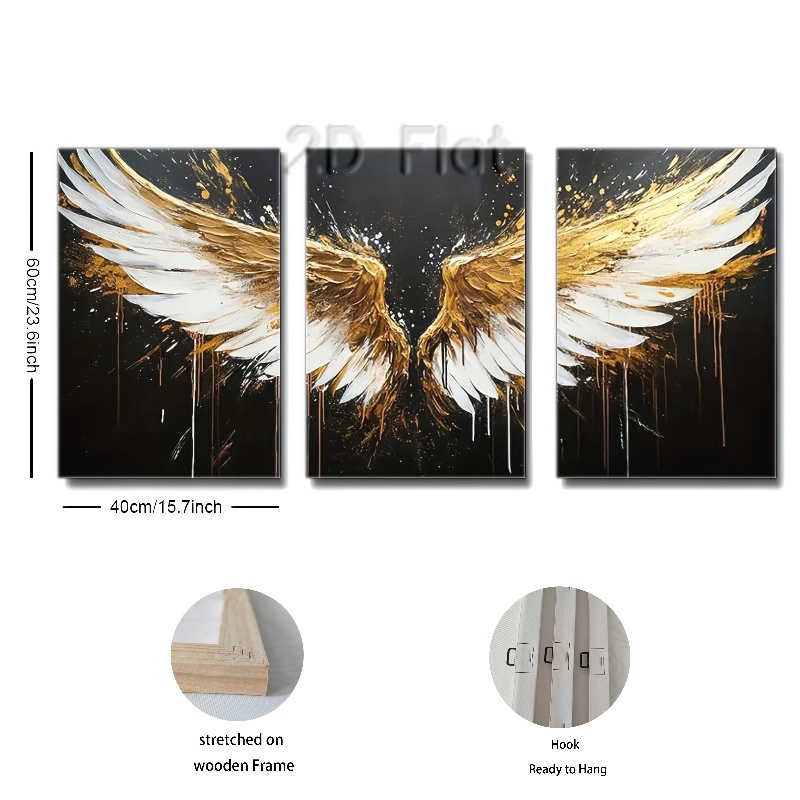 2D Flat
60cm/23.6inch
40cm/15.7inch
stretched on
wooden Frame
Hook
Ready to Hang